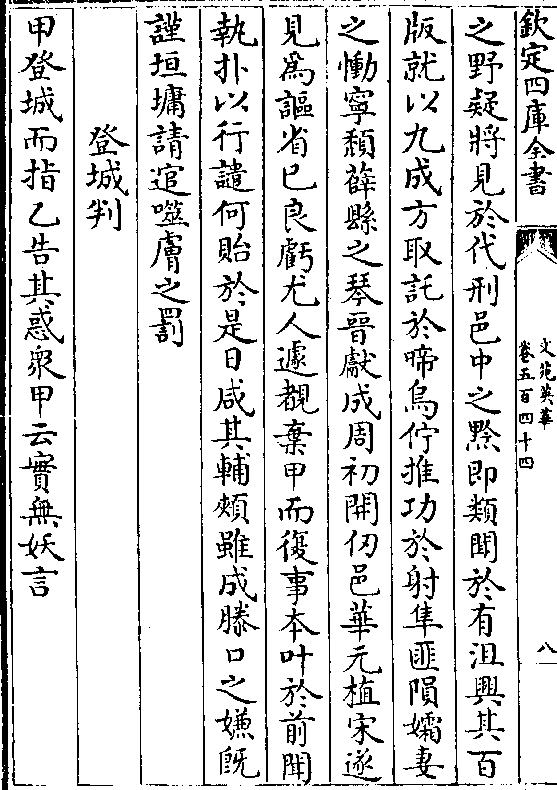 欽定四庫全書
文苑英華
卷五百四十四
八
之野疑將見於代刑邑中之黙即類聞於有沮興其百
版就以九成方取託於啼烏佇推功於射隼匪隕孀妻
之慟寧頽薛縣之琴晉獻成周初開仞邑華元植宋遂
見為謳省已良虧尤人遽覩棄甲而復事本叶於前聞
執扑以行譴何貽於是日咸其輔頰雖成滕口之嫌既
謹垣墉請逭噬膚之罰
登城判
甲登城而指乙告其惑衆甲云實無妖言